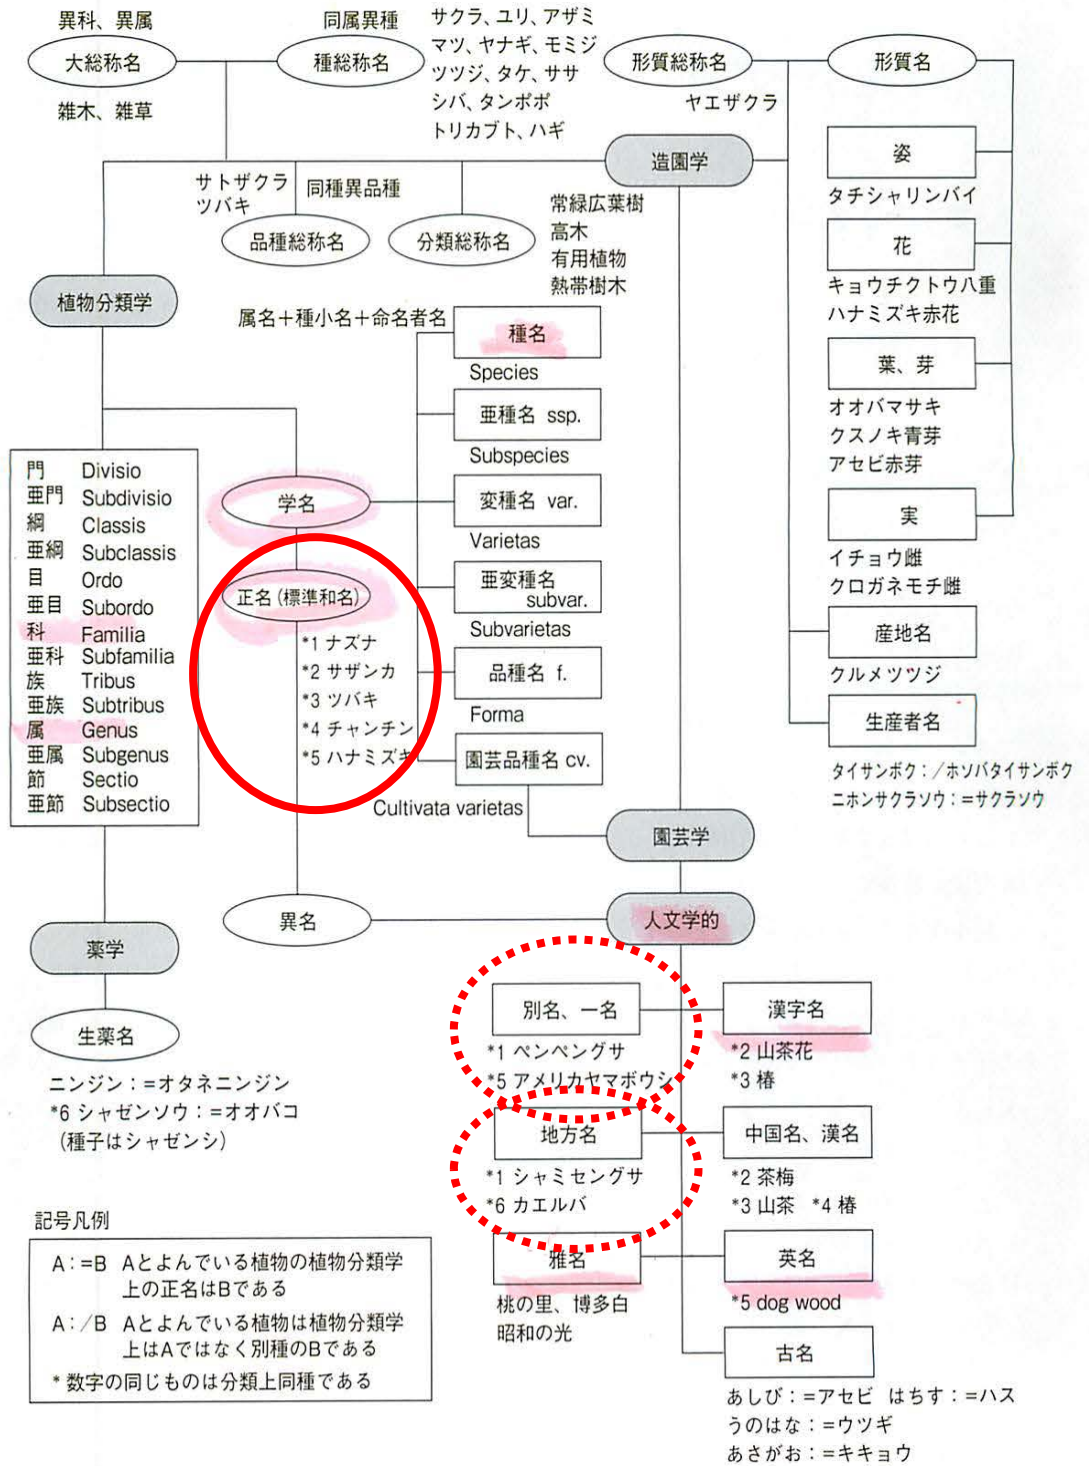 異科、異属
大総称名
雑木、雑草
同属異種
種総称名
サクラ、ユリ、アザミ
マツ、ヤナギ、モミジ
ツツジ、タケ、ササ
シバ、タンポポ
トリカブト、ハギ
形質総称名
ヤエザクラ
形質名
造園学
姿
タチシャリンバイ
花
キョウチクトウ八重
ハナミズキ赤花
葉、芽
オオバマサキ
クスノキ青芽
アセビ赤芽
実
イチョウ雌
クロガネモチ雌
産地名
クルメツツジ
生産者名
タイサンボク:/ホソバタイサンボク
ニホンサクラソウ:=サクラソウ
サトザクラ
ツバキ
同種異品種
品種総称名
分類総称名
常緑広葉樹
高木
有用植物
熱帯樹木
植物分類学
属名+種小名+命名者名
種名
Species
亜種名 ssp.
Subspecies
変種名 var.
Varietas
亜変種名
subvar.
Subvarietas
品種名 f.
Forma
園芸品種名 cv.
Cultivata varietas
門 Divisio
亜門 Subdivisio
綱 Classis
亜綱 Subclassis
目 Ordo
亜目 Subordo
科 Familia
亜科 Subfamilia
族 Tribus
亜族 Subtribus
属 Genus
亜属 Subgenus
節 Sectio
亜節 Subsectio
学名
正名(標準和名)
*1 ナズナ
*2 サザンカ
*3 ツバキ
*4 チャンチン
*5 ハナミズキ
園芸学
異名
人文学的
薬学
生薬名
ニンジン:=オタネニンジン
*6 シャゼンソウ:=オオバコ
(種子はシャゼンシ)
別名、一名
*1 ペンペングサ
*5 アメリカヤマボウシ
漢字名
*2 山茶花
*3 椿
地方名
*1 シャミセングサ
*6 カエルバ
中国名、漢名
*2 茶梅
*3 山茶 *4 椿
雅名
桃の里、博多白
昭和の光
英名
*5 dog wood
古名
あしび:=アセビ はちす:=ハス
うのはな:=ウツギ
あさがお:=キキョウ
記号凡例
A:=B Aとよんでいる植物の植物分類学
上の正名はBである
A:/B Aとよんでいる植物は植物分類学
上はAではなく別種のBである
* 数字の同じものは分類上同種である